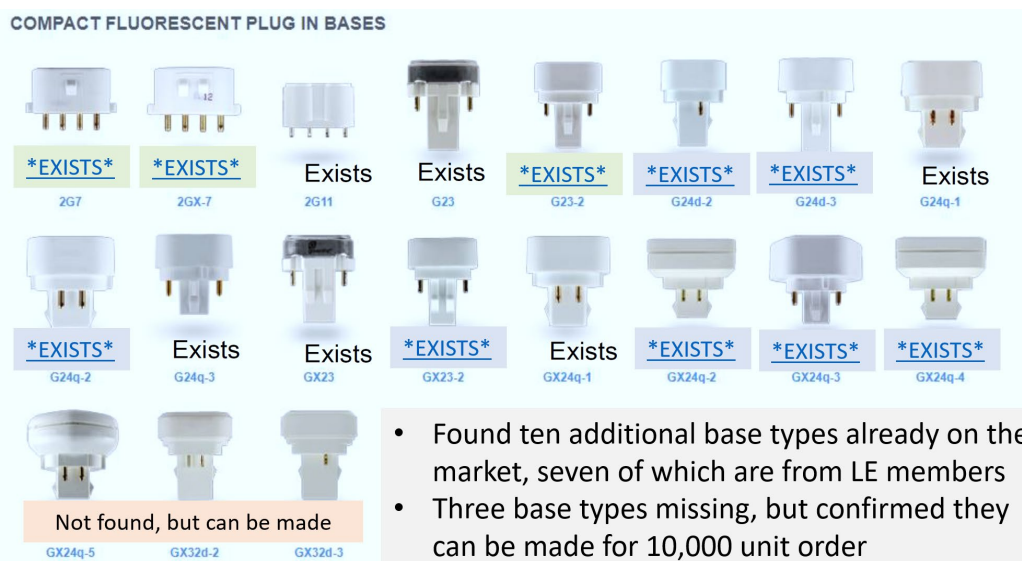 COMPACT FLUORESCENT PLUG IN BASES
12
*EXISTS* *EXISTS* Exists Exists *EXISTS* *EXISTS* *EXISTS* Exists
2G7 2GX-7 2G11 G23 G23-2 G24d-2 G24d-3 G24q-1
*EXISTS* Exists Exists *EXISTS* Exists *EXISTS* *EXISTS* *EXISTS*
G24q-2 G24q-3 GX23 GX23-2 GX24q-1 GX24q-2 GX24q-3 GX24q-4
Not found, but can be made
GX24q-5 GX32d-2 GX32d-3
• Found ten additional base types already on the
market, seven of which are from LE members
• Three base types missing, but confirmed they
can be made for 10,000 unit order